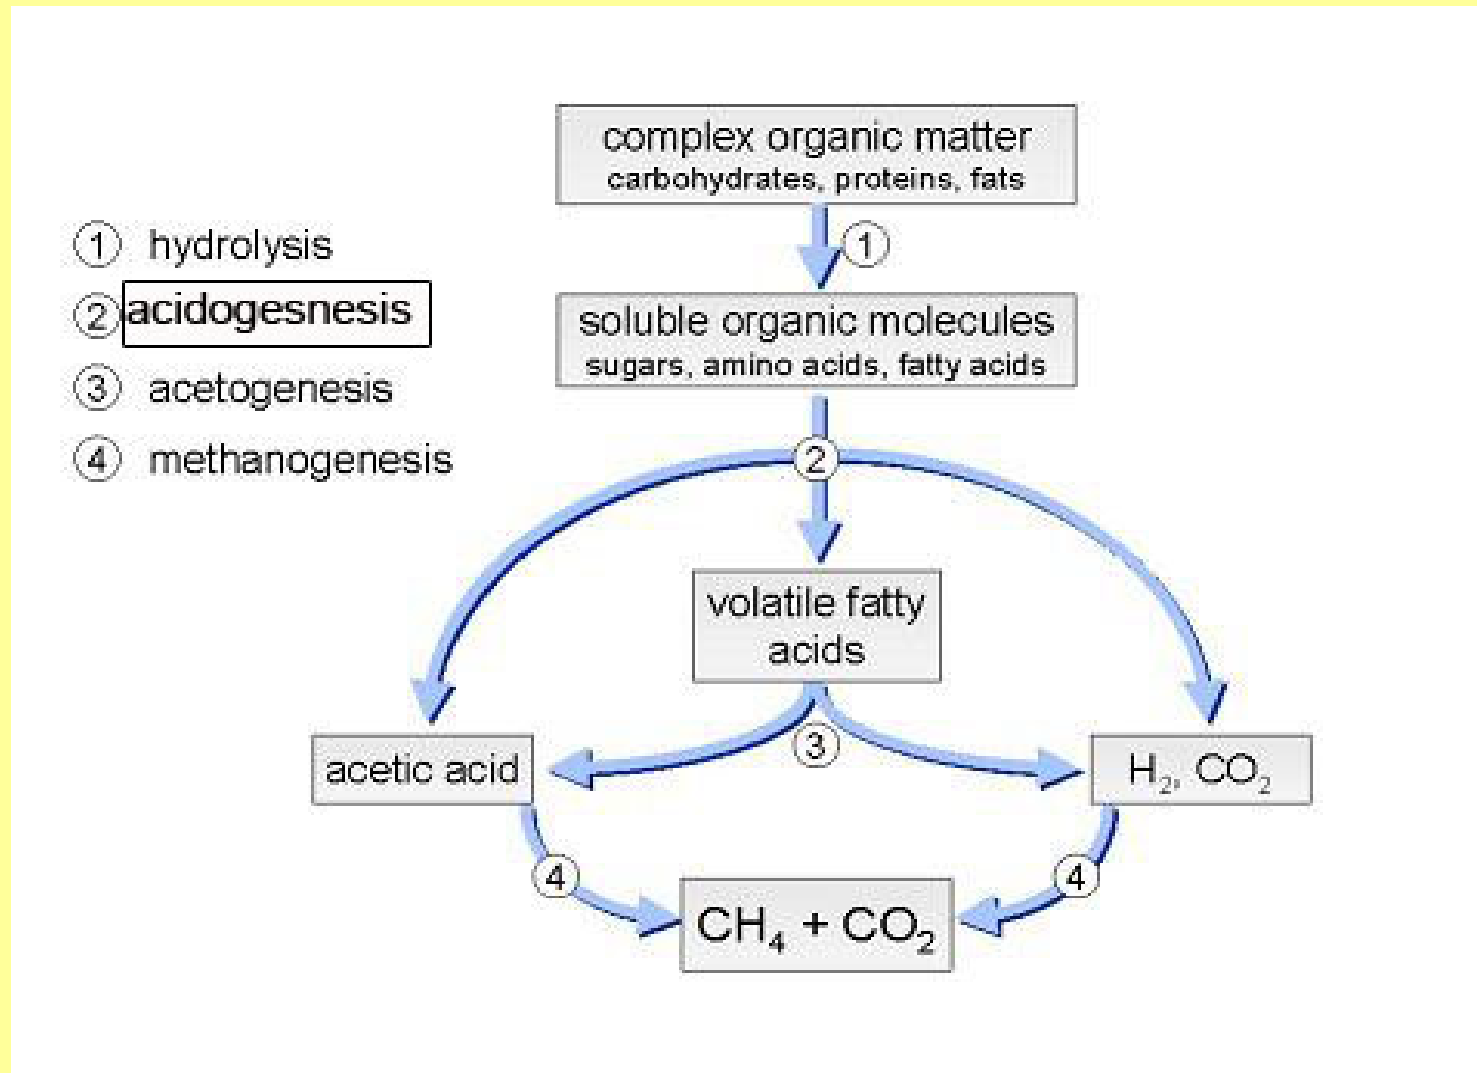 complex organic matter
carbohydrates, proteins, fats
① hydrolysis
② acidogesnesis
③ acetogenesis
④ methanogenesis
①
soluble organic molecules
sugars, amino acids, fatty acids
②
volatile fatty
acids
③
acetic acid
H₂, CO₂
④
④
CH₄ + CO₂